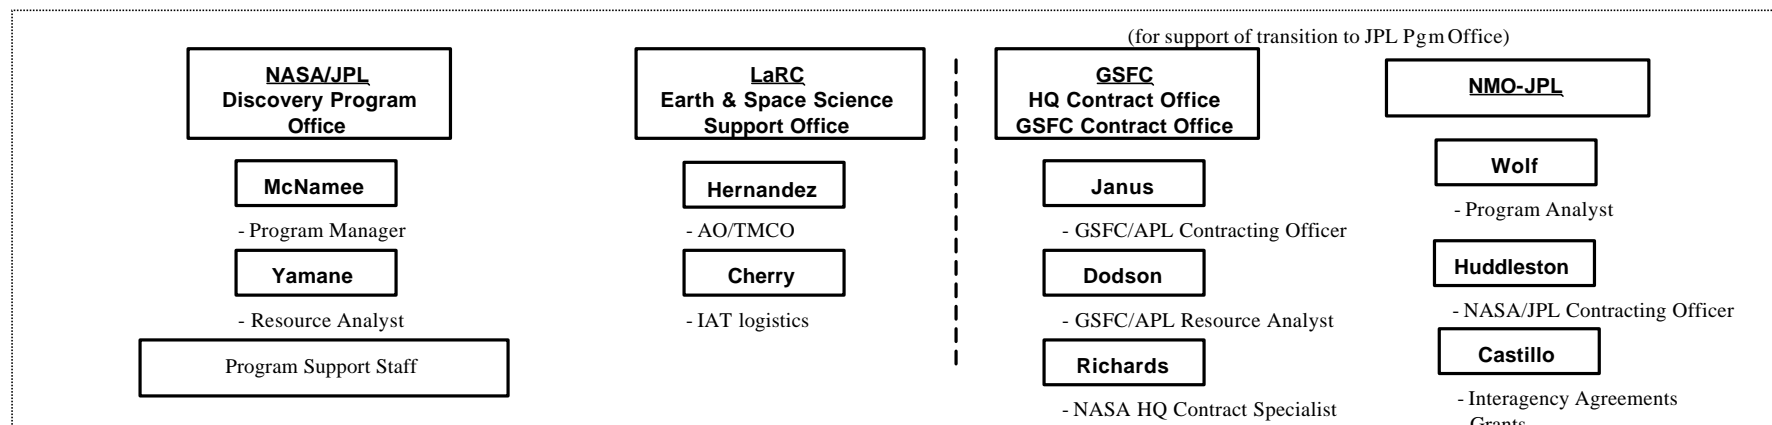 (for support of transition to JPL Pgm Office)
NASA/JPL
Discovery Program
Office
McNamee
- Program Manager
Yamane
- Resource Analyst
Program Support Staff
LaRC
Earth & Space Science
Support Office
Hernandez
- AO/TMCO
Cherry
- IAT logistics
GSFC
HQ Contract Office
GSFC Contract Office
Janus
- GSFC/APL Contracting Officer
Dodson
- GSFC/APL Resource Analyst
Richards
- NASA HQ Contract Specialist
NMO-JPL
Wolf
- Program Analyst
Huddleston
- NASA/JPL Contracting Officer
Castillo
- Interagency Agreements
Grants